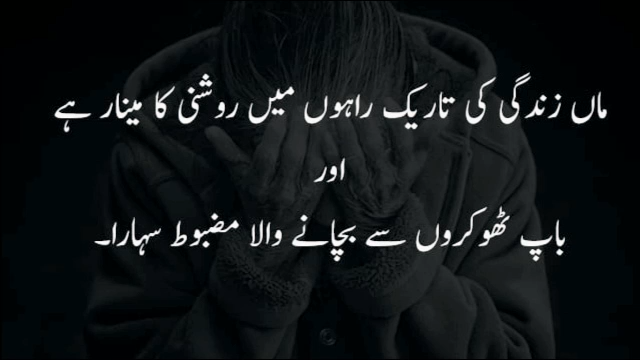 ماں زندگی کی تاریک راہوں میں روشنی کا مینار ہے
اور
باپ ٹھوکروں سے بچانے والا مضبوط سہارا۔